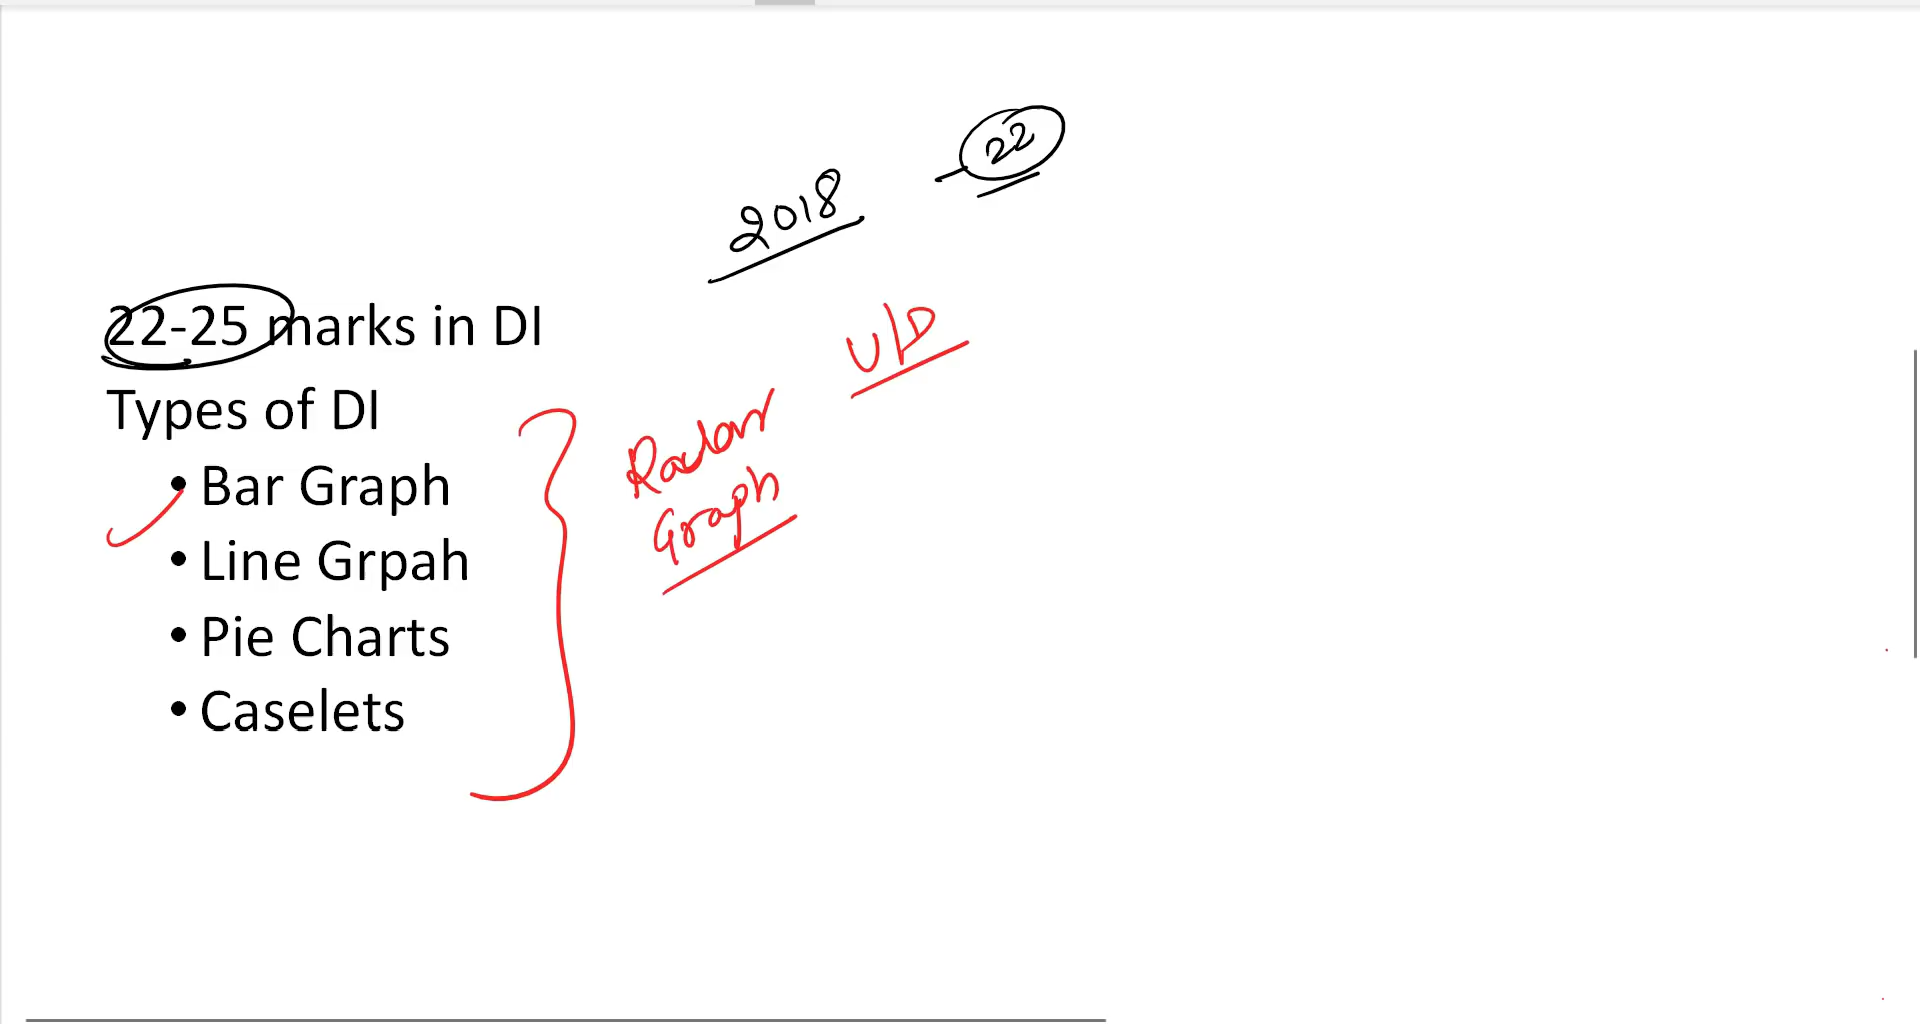 22
2018
22-25 marks in DI
U/D
Types of DI
Radar
Graph
• Bar Graph
• Line Grpah
• Pie Charts
• Caselets